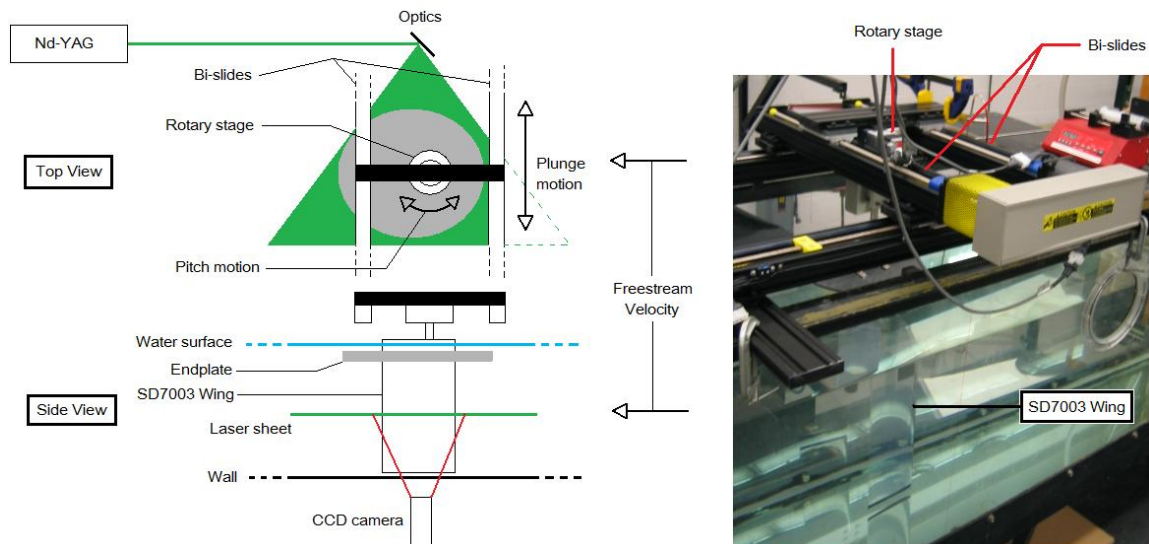 Optics
Nd-YAG
Bi-slides
Rotary stage
Top View
Plunge
motion
Pitch motion
Freestream
Velocity
Water surface
Endplate
SD7003 Wing
Side View
Laser sheet
Wall
CCD camera
Rotary stage
Bi-slides
SD7003 Wing